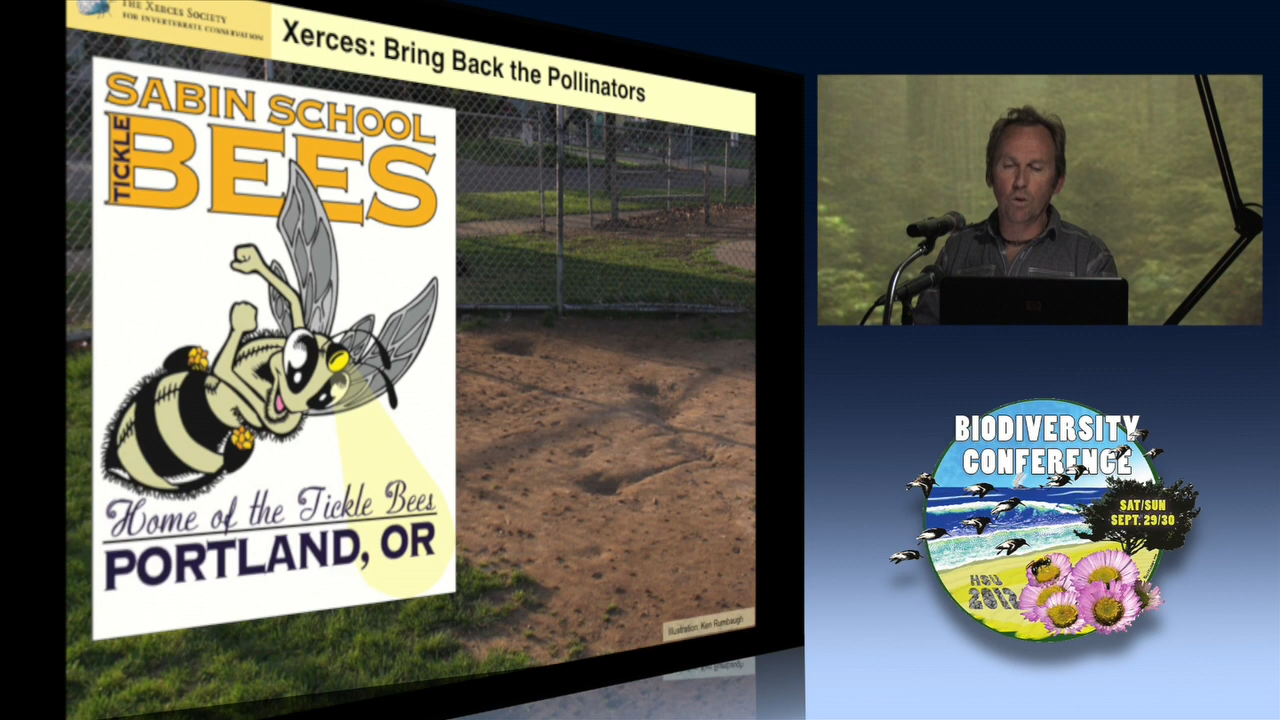 THE XERCES SOCIETY
FOR INVERTEBRATE CONSERVATION
Xerces: Bring Back the Pollinators
SABIN SCHOOL
TICKLE
BEES
Home of the Tickle Bees
PORTLAND, OR
Illustration: Ken Rumbaugh
BIODIVERSITY
CONFERENCE
SAT/SUN
SEPT. 29/30
HSU
2012